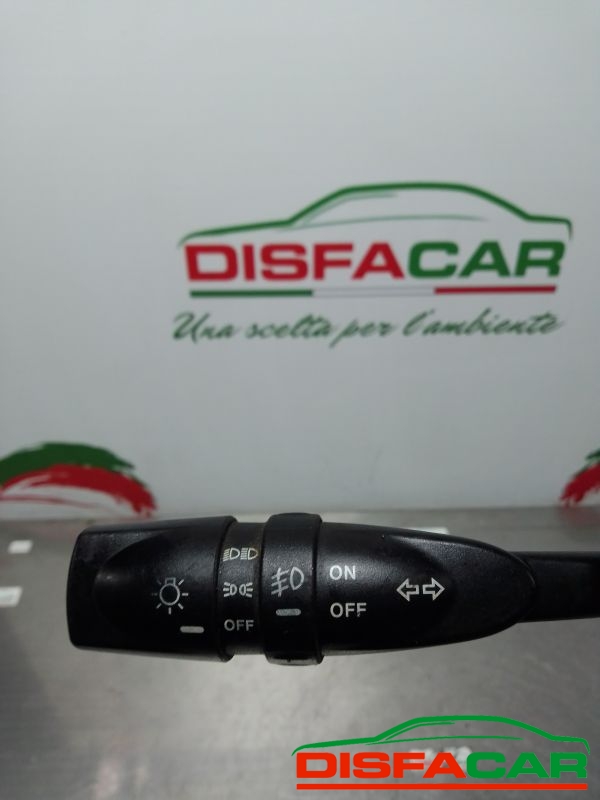 DISFACAR
Una scelta per l'ambiente
ON
OFF
OFF
DISFACAR